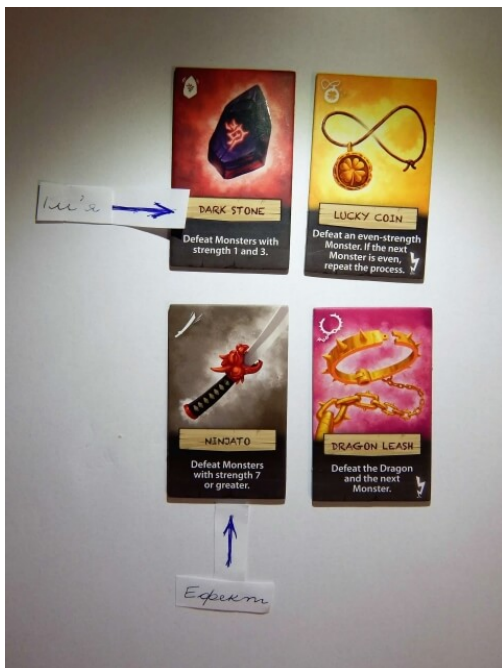 Ім'я
DARK STONE
Defeat Monsters with
strength 1 and 3.
LUCKY COIN
Defeat an even-strength
Monster. If the next
Monster is even,
repeat the process.
NINJATO
Defeat Monsters
with strength 7
or greater.
DRAGON LEASH
Defeat the Dragon
and the next
Monster.
Ефект